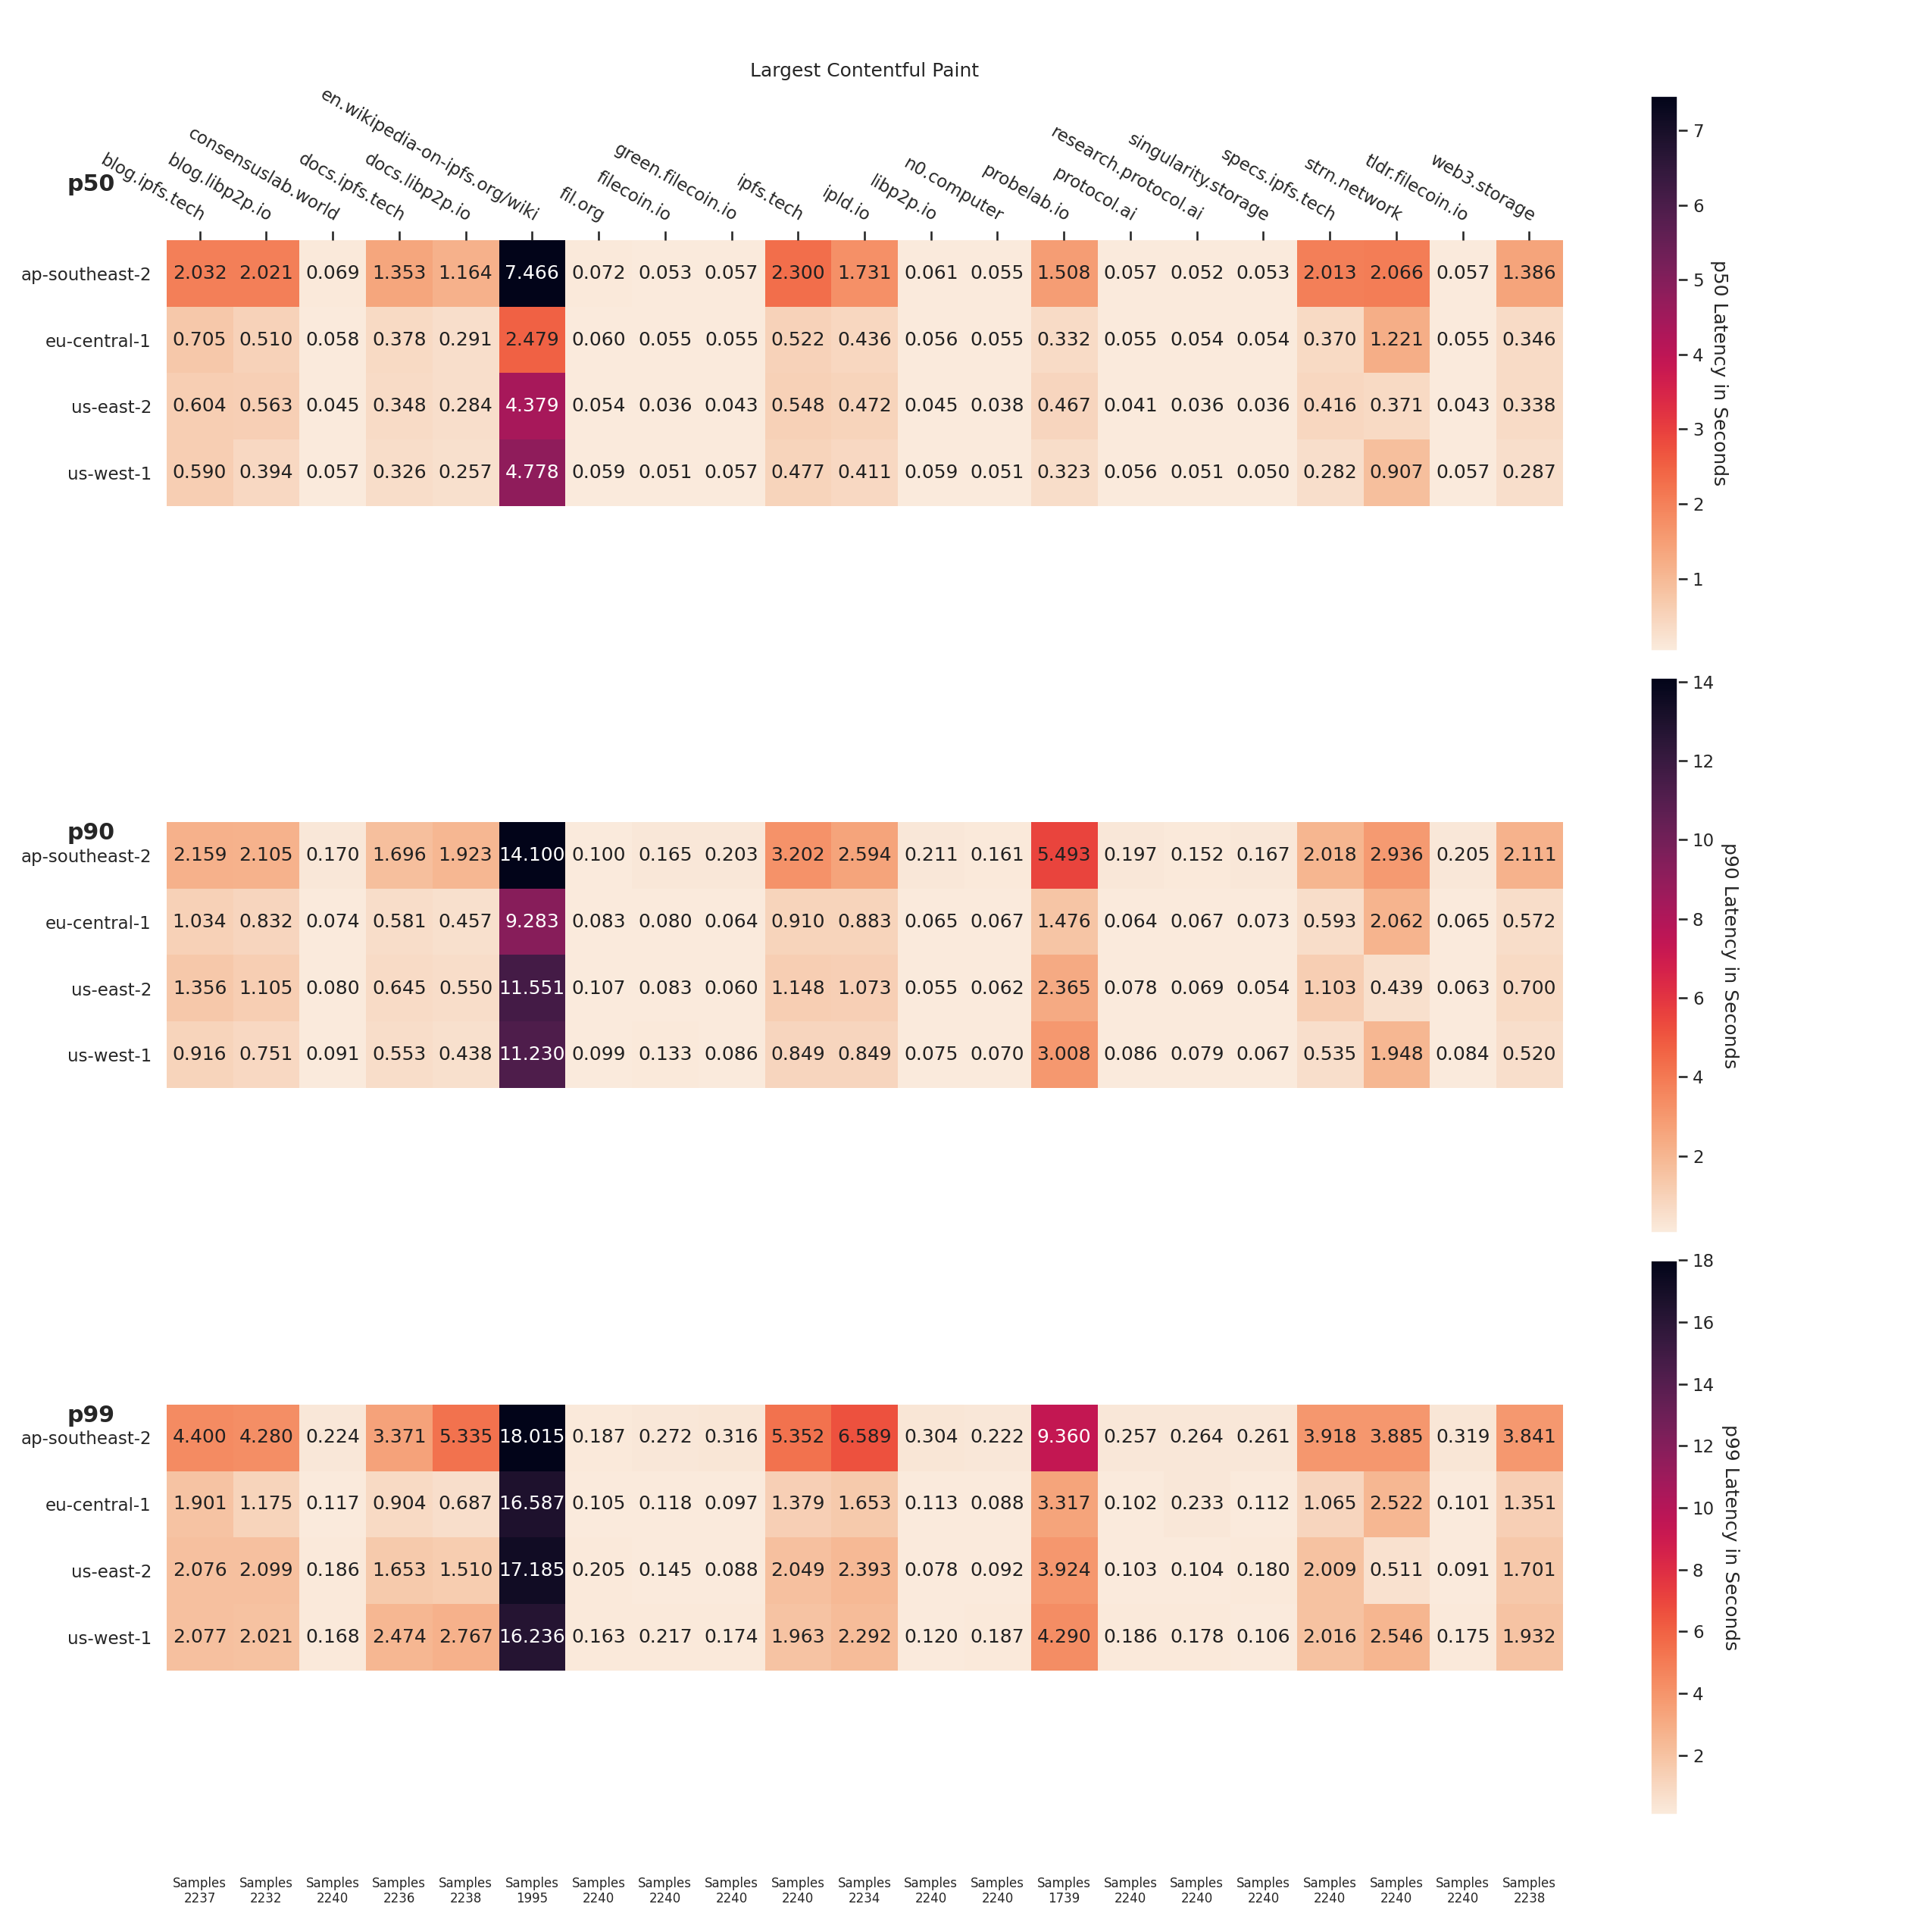 Largest Contentful Paint
p50
blog.ipfs.tech
blog.libp2p.io
consensuslab.world
docs.ipfs.tech
docs.libp2p.io
en.wikipedia-on-ipfs.org/wiki
fil.org
filecoin.io
green.filecoin.io
ipfs.tech
ipld.io
libp2p.io
n0.computer
probelab.io
protocol.ai
research.protocol.ai
singularity.storage
specs.ipfs.tech
strn.network
tldr.filecoin.io
web3.storage
ap-southeast-2 2.032 2.021 0.069 1.353 1.164 7.466 0.072 0.053 0.057 2.300 1.731 0.061 0.055 1.508 0.057 0.052 0.053 2.013 2.066 0.057 1.386
eu-central-1 0.705 0.510 0.058 0.378 0.291 2.479 0.060 0.055 0.055 0.522 0.436 0.056 0.055 0.332 0.055 0.054 0.054 0.370 1.221 0.055 0.346
us-east-2 0.604 0.563 0.045 0.348 0.284 4.379 0.054 0.036 0.043 0.548 0.472 0.045 0.038 0.467 0.041 0.036 0.036 0.416 0.371 0.043 0.338
us-west-1 0.590 0.394 0.057 0.326 0.257 4.778 0.059 0.051 0.057 0.477 0.411 0.059 0.051 0.323 0.056 0.051 0.050 0.282 0.907 0.057 0.287
7
6
5
4
3
2
1
p50 Latency in Seconds
p90
ap-southeast-2 2.159 2.105 0.170 1.696 1.923 14.100 0.100 0.165 0.203 3.202 2.594 0.211 0.161 5.493 0.197 0.152 0.167 2.018 2.936 0.205 2.111
eu-central-1 1.034 0.832 0.074 0.581 0.457 9.283 0.083 0.080 0.064 0.910 0.883 0.065 0.067 1.476 0.064 0.067 0.073 0.593 2.062 0.065 0.572
us-east-2 1.356 1.105 0.080 0.645 0.550 11.551 0.107 0.083 0.060 1.148 1.073 0.055 0.062 2.365 0.078 0.069 0.054 1.103 0.439 0.063 0.700
us-west-1 0.916 0.751 0.091 0.553 0.438 11.230 0.099 0.133 0.086 0.849 0.849 0.075 0.070 3.008 0.086 0.079 0.067 0.535 1.948 0.084 0.520
14
12
10
8
6
4
2
p90 Latency in Seconds
p99
ap-southeast-2 4.400 4.280 0.224 3.371 5.335 18.015 0.187 0.272 0.316 5.352 6.589 0.304 0.222 9.360 0.257 0.264 0.261 3.918 3.885 0.319 3.841
eu-central-1 1.901 1.175 0.117 0.904 0.687 16.587 0.105 0.118 0.097 1.379 1.653 0.113 0.088 3.317 0.102 0.233 0.112 1.065 2.522 0.101 1.351
us-east-2 2.076 2.099 0.186 1.653 1.510 17.185 0.205 0.145 0.088 2.049 2.393 0.078 0.092 3.924 0.103 0.104 0.180 2.009 0.511 0.091 1.701
us-west-1 2.077 2.021 0.168 2.474 2.767 16.236 0.163 0.217 0.174 1.963 2.292 0.120 0.187 4.290 0.186 0.178 0.106 2.016 2.546 0.175 1.932
18
16
14
12
10
8
6
4
2
p99 Latency in Seconds
Samples Samples Samples Samples Samples Samples Samples Samples Samples Samples Samples Samples Samples Samples Samples Samples Samples Samples Samples Samples Samples
2237 2232 2240 2236 2238 1995 2240 2240 2240 2240 2234 2240 2240 1739 2240 2240 2240 2240 2240 2240 2238